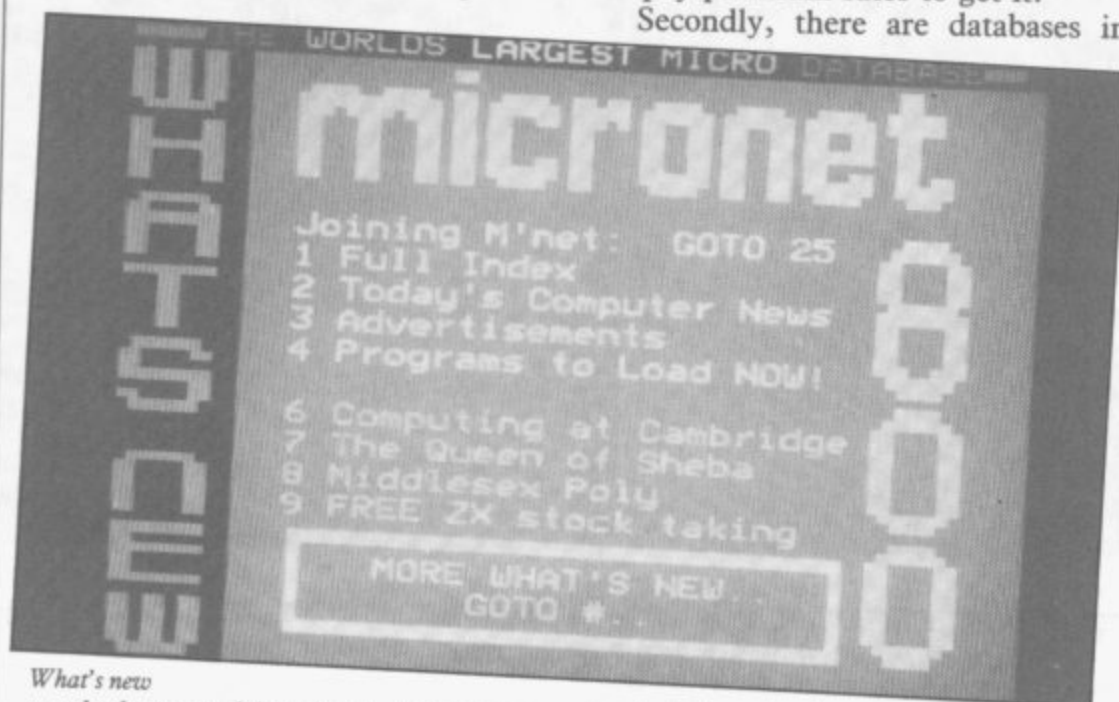 Secondly, there are databases in
THE WORLDS LARGEST MICRO DATABASE
WHATS NEW
micronet
800
Joining M'net: GOTO 25
1 Full Index
2 Today's Computer News
3 Advertisements
4 Programs to Load NOW!
6 Computing at Cambridge
7 The Queen of Sheba
8 Middlesex Poly
9 FREE ZX stock taking
MORE WHAT'S NEW..
GOTO #..
What's new